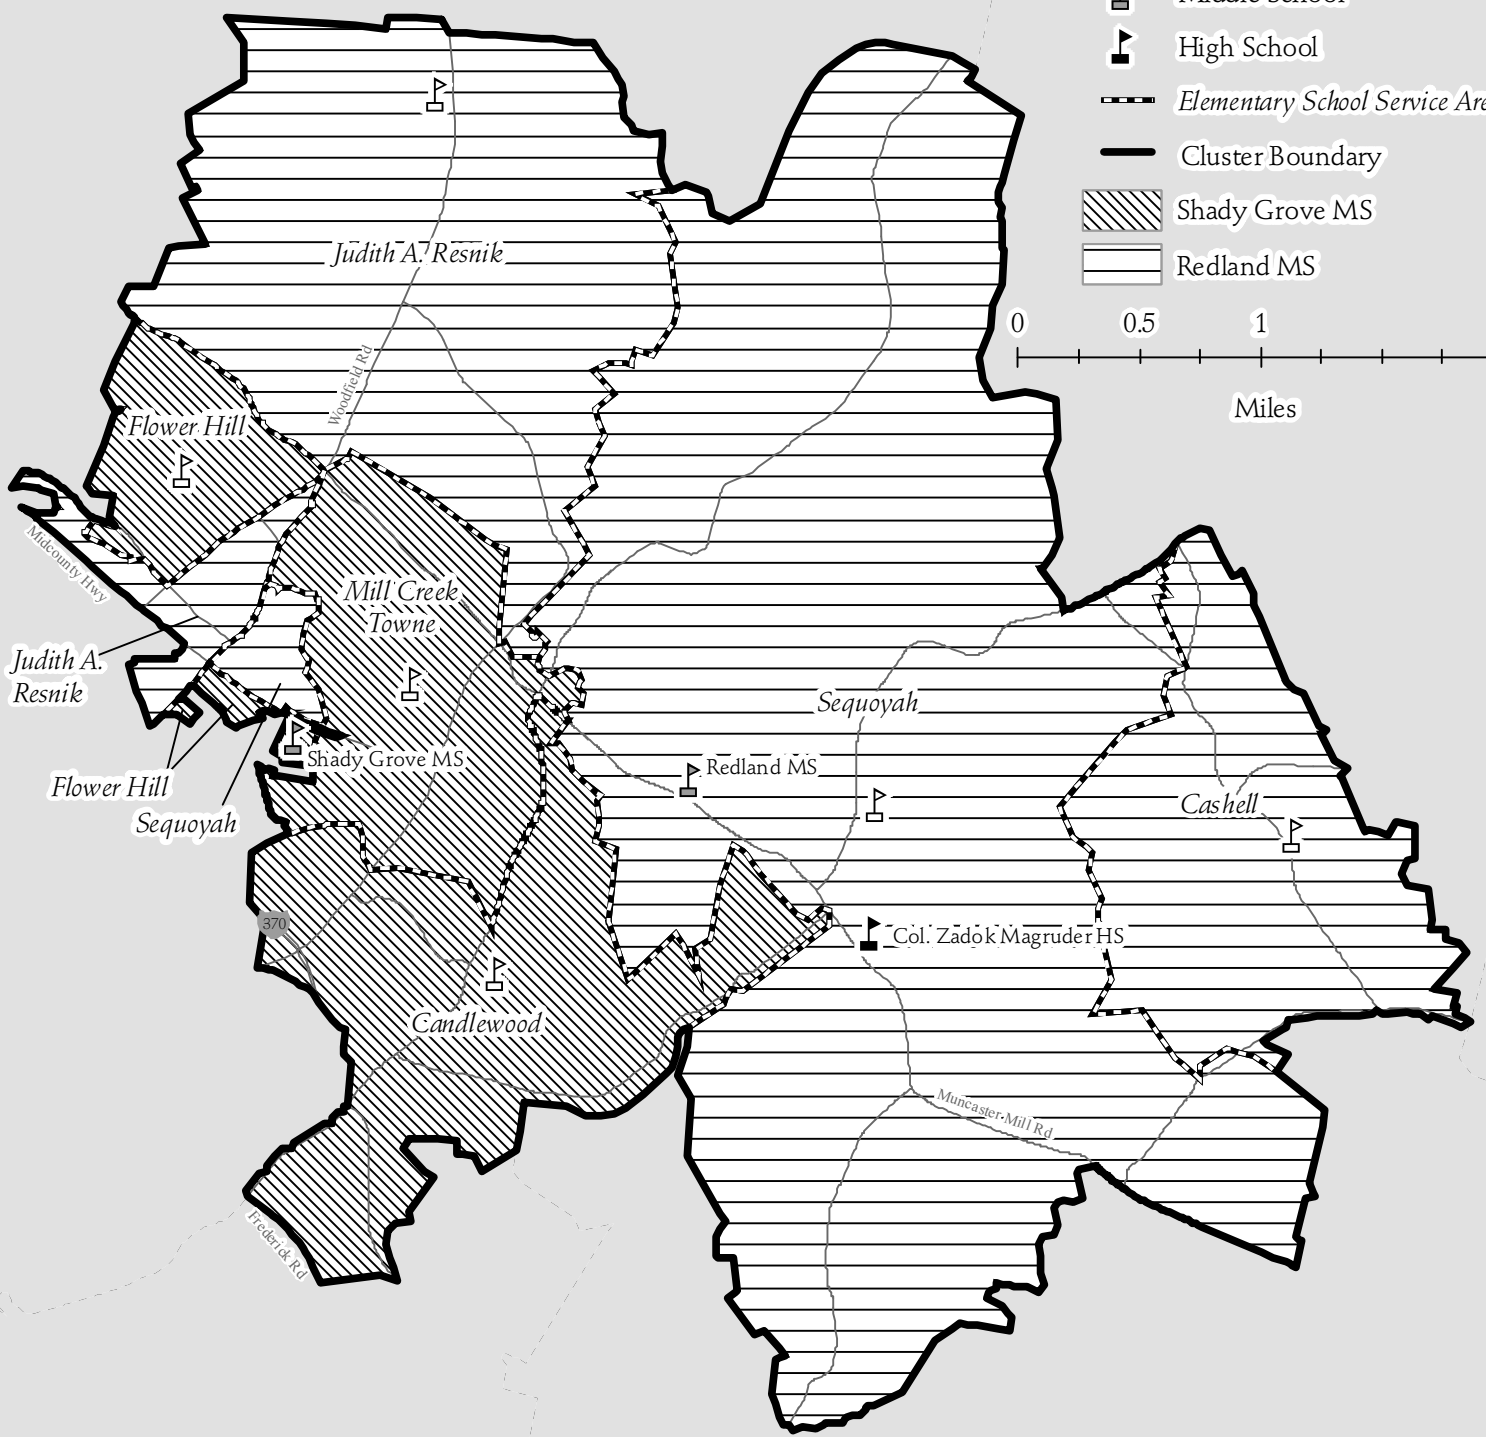 Middle School
High School
Elementary School Service Are
Cluster Boundary
Shady Grove MS
Redland MS
0 0.5 1
Miles
Judith A. Resnik
Woodfield Rd
Flower Hill
Midcounty Hwy
Mill Creek
Towne
Judith A.
Resnik
Sequoyah
Shady Grove MS
Redland MS
Flower Hill
Cashell
Sequoyah
370
Col. Zadok Magruder HS
Candlewood
Muncaster Mill Rd
Frederick Rd